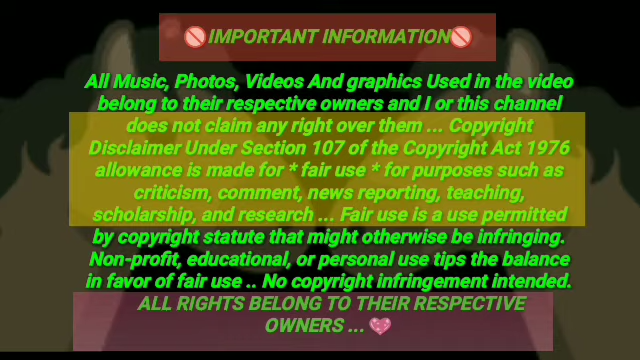 🚫IMPORTANT INFORMATION🚫
All Music, Photos, Videos And graphics Used in the video
belong to their respective owners and I or this channel
does not claim any right over them ... Copyright
Disclaimer Under Section 107 of the Copyright Act 1976
allowance is made for * fair use * for purposes such as
criticism, comment, news reporting, teaching,
scholarship, and research ... Fair use is a use permitted
by copyright statute that might otherwise be infringing.
Non-profit, educational, or personal use tips the balance
in favor of fair use .. No copyright infringement intended.
ALL RIGHTS BELONG TO THEIR RESPECTIVE
OWNERS ... 💖